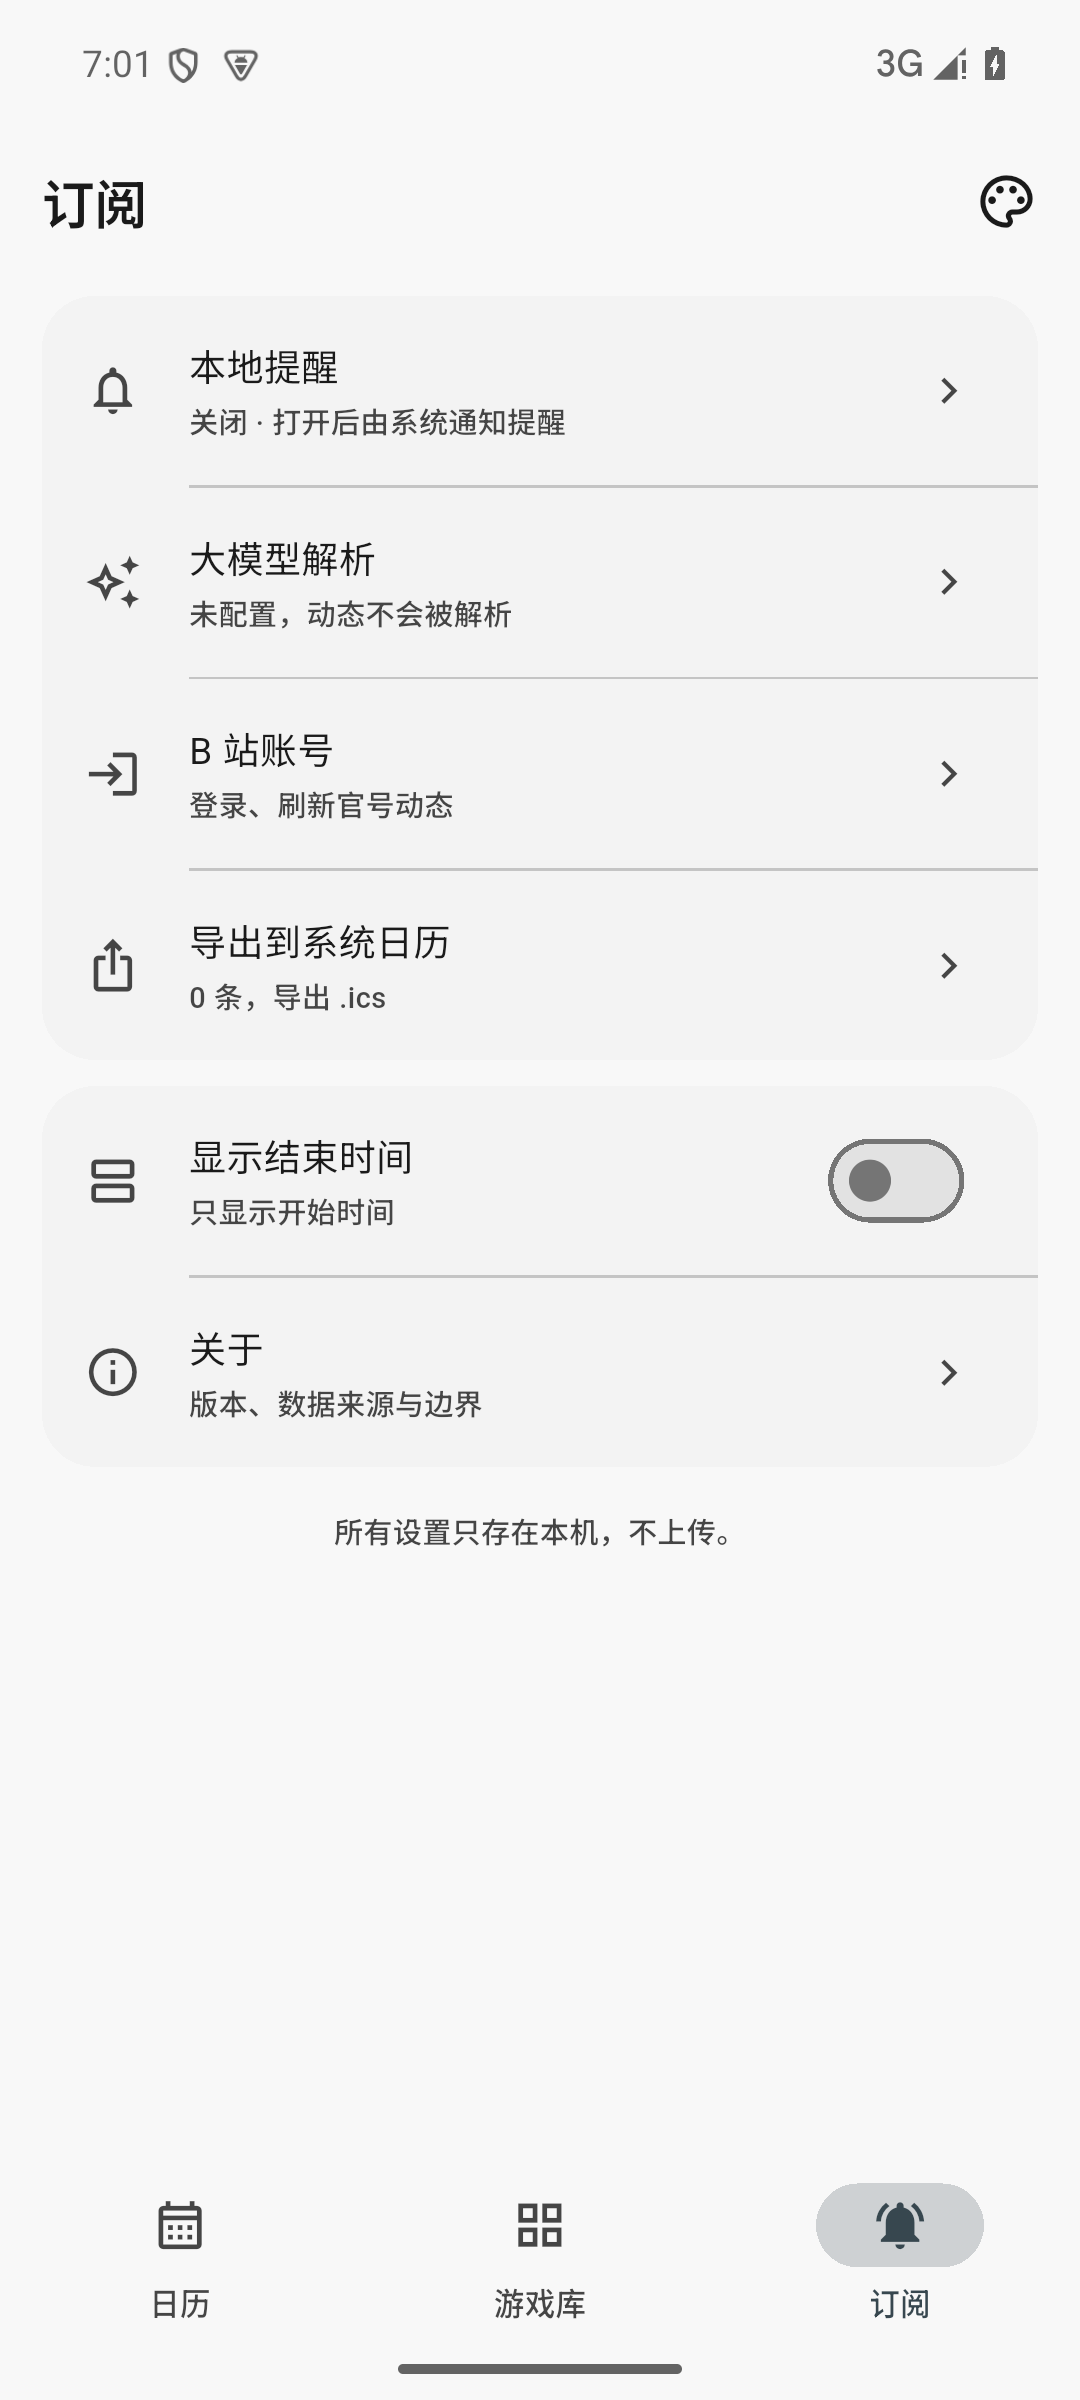 7:01
3G
订阅
本地提醒
关闭 · 打开后由系统通知提醒
大模型解析
未配置，动态不会被解析
B 站账号
登录、刷新官号动态
导出到系统日历
0 条，导出 .ics
显示结束时间
只显示开始时间
关于
版本、数据来源与边界
所有设置只存在本机，不上传。
日历
游戏库
订阅